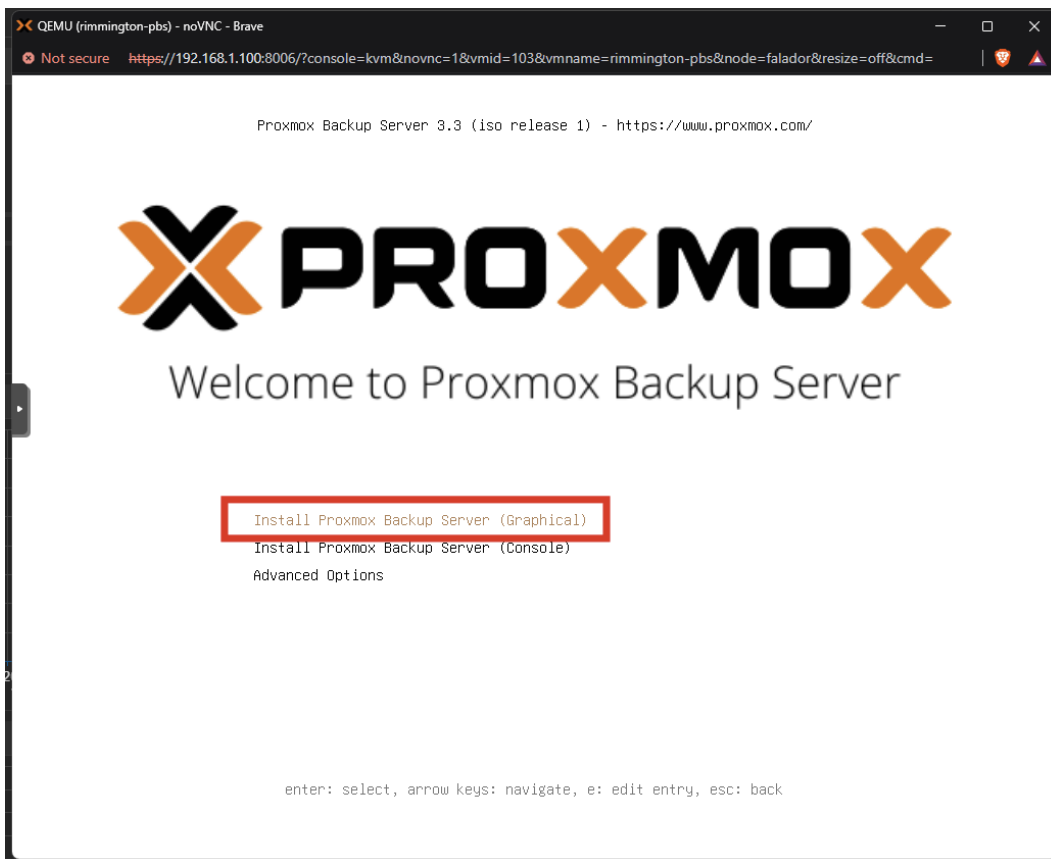 QEMU (rimmington-pbs) - noVNC - Brave
Not secure https://192.168.1.100:8006/?console=kvm&novnc=1&vmid=103&vmname=rimmington-pbs&node=falador&resize=off&cmd=
Proxmox Backup Server 3.3 (iso release 1) - https://www.proxmox.com/
PROXMOX
Welcome to Proxmox Backup Server
Install Proxmox Backup Server (Graphical)
Install Proxmox Backup Server (Console)
Advanced Options
2
enter: select, arrow keys: navigate, e: edit entry, esc: back